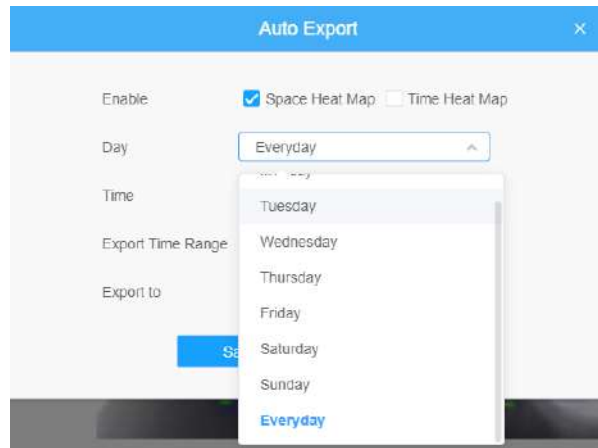 Auto Export
Enable
Space Heat Map
Time Heat Map
Day
Everyday
Time
Tuesday
Wednesday
Export Time Range
Thursday
Export to
Friday
Saturday
Sunday
Everyday